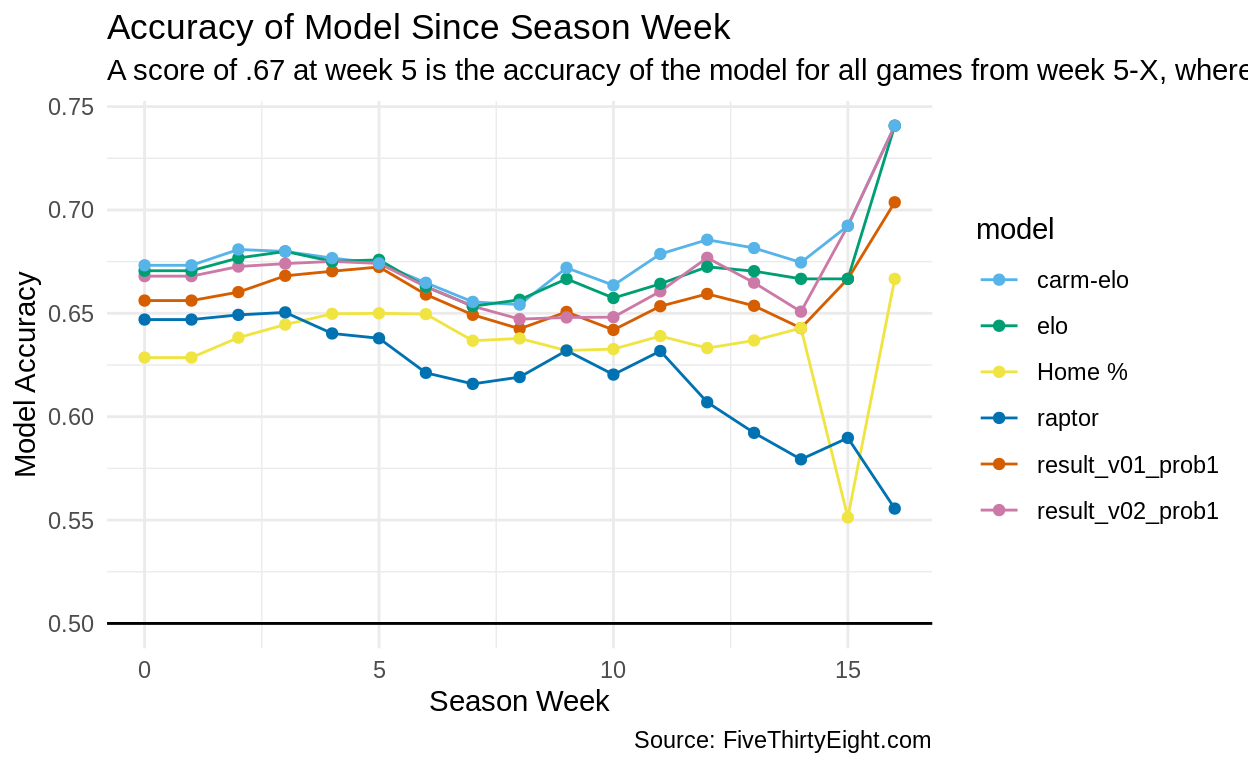 Accuracy of Model Since Season Week
A score of .67 at week 5 is the accuracy of the model for all games from week 5-X, where
0.75
0.70
0.65
0.60
0.55
0.50
Model Accuracy
0 5 10 15
Season Week
model
carm-elo
elo
Home %
raptor
result_v01_prob1
result_v02_prob1
Source: FiveThirtyEight.com